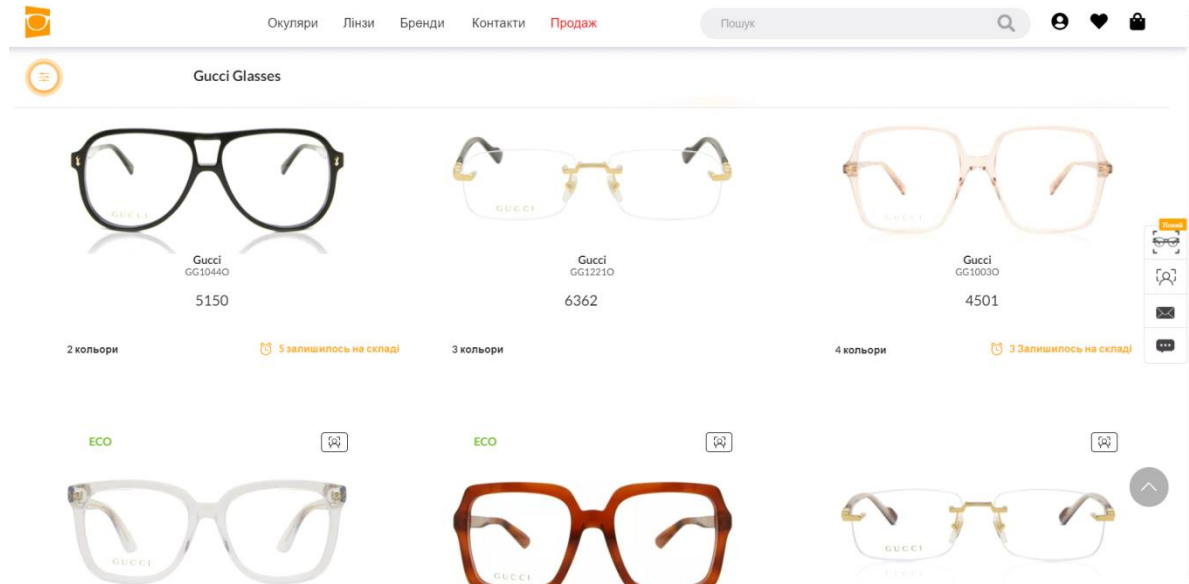 Окуляри Лінзи Бренди Контакти Продаж Пошук
Gucci Glasses
GUCCI GUCCI GUCCI
Новий
Gucci Gucci Gucci
GG1044O GG1221O GG1003O
5150 6362 4501
2 кольори 5 залишилось на складі 3 кольори 4 кольори 3 Залишилось на складі
ECO ECO
GUCCI GUCCI GUCCI